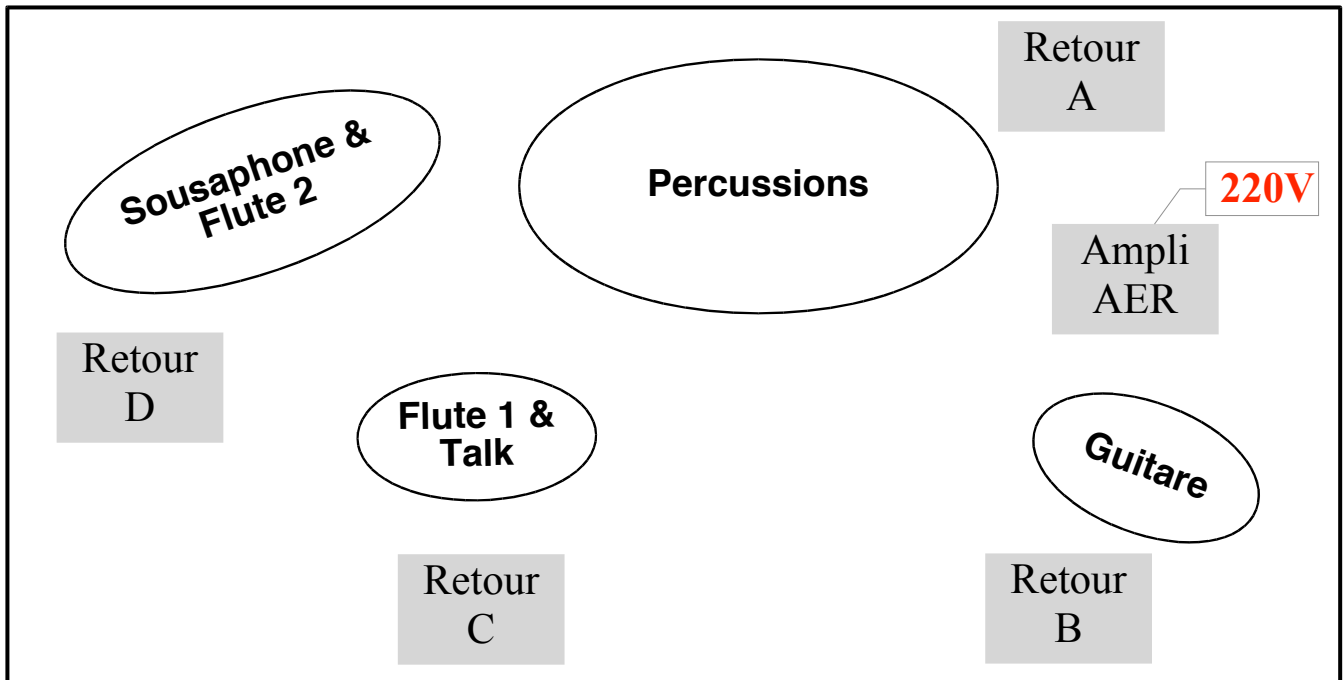 Retour
A
Sousaphone &
Flute 2
Percussions
220V
Ampli
AER
Retour
D
Flute 1 &
Talk
Guitare
Retour
C
Retour
B